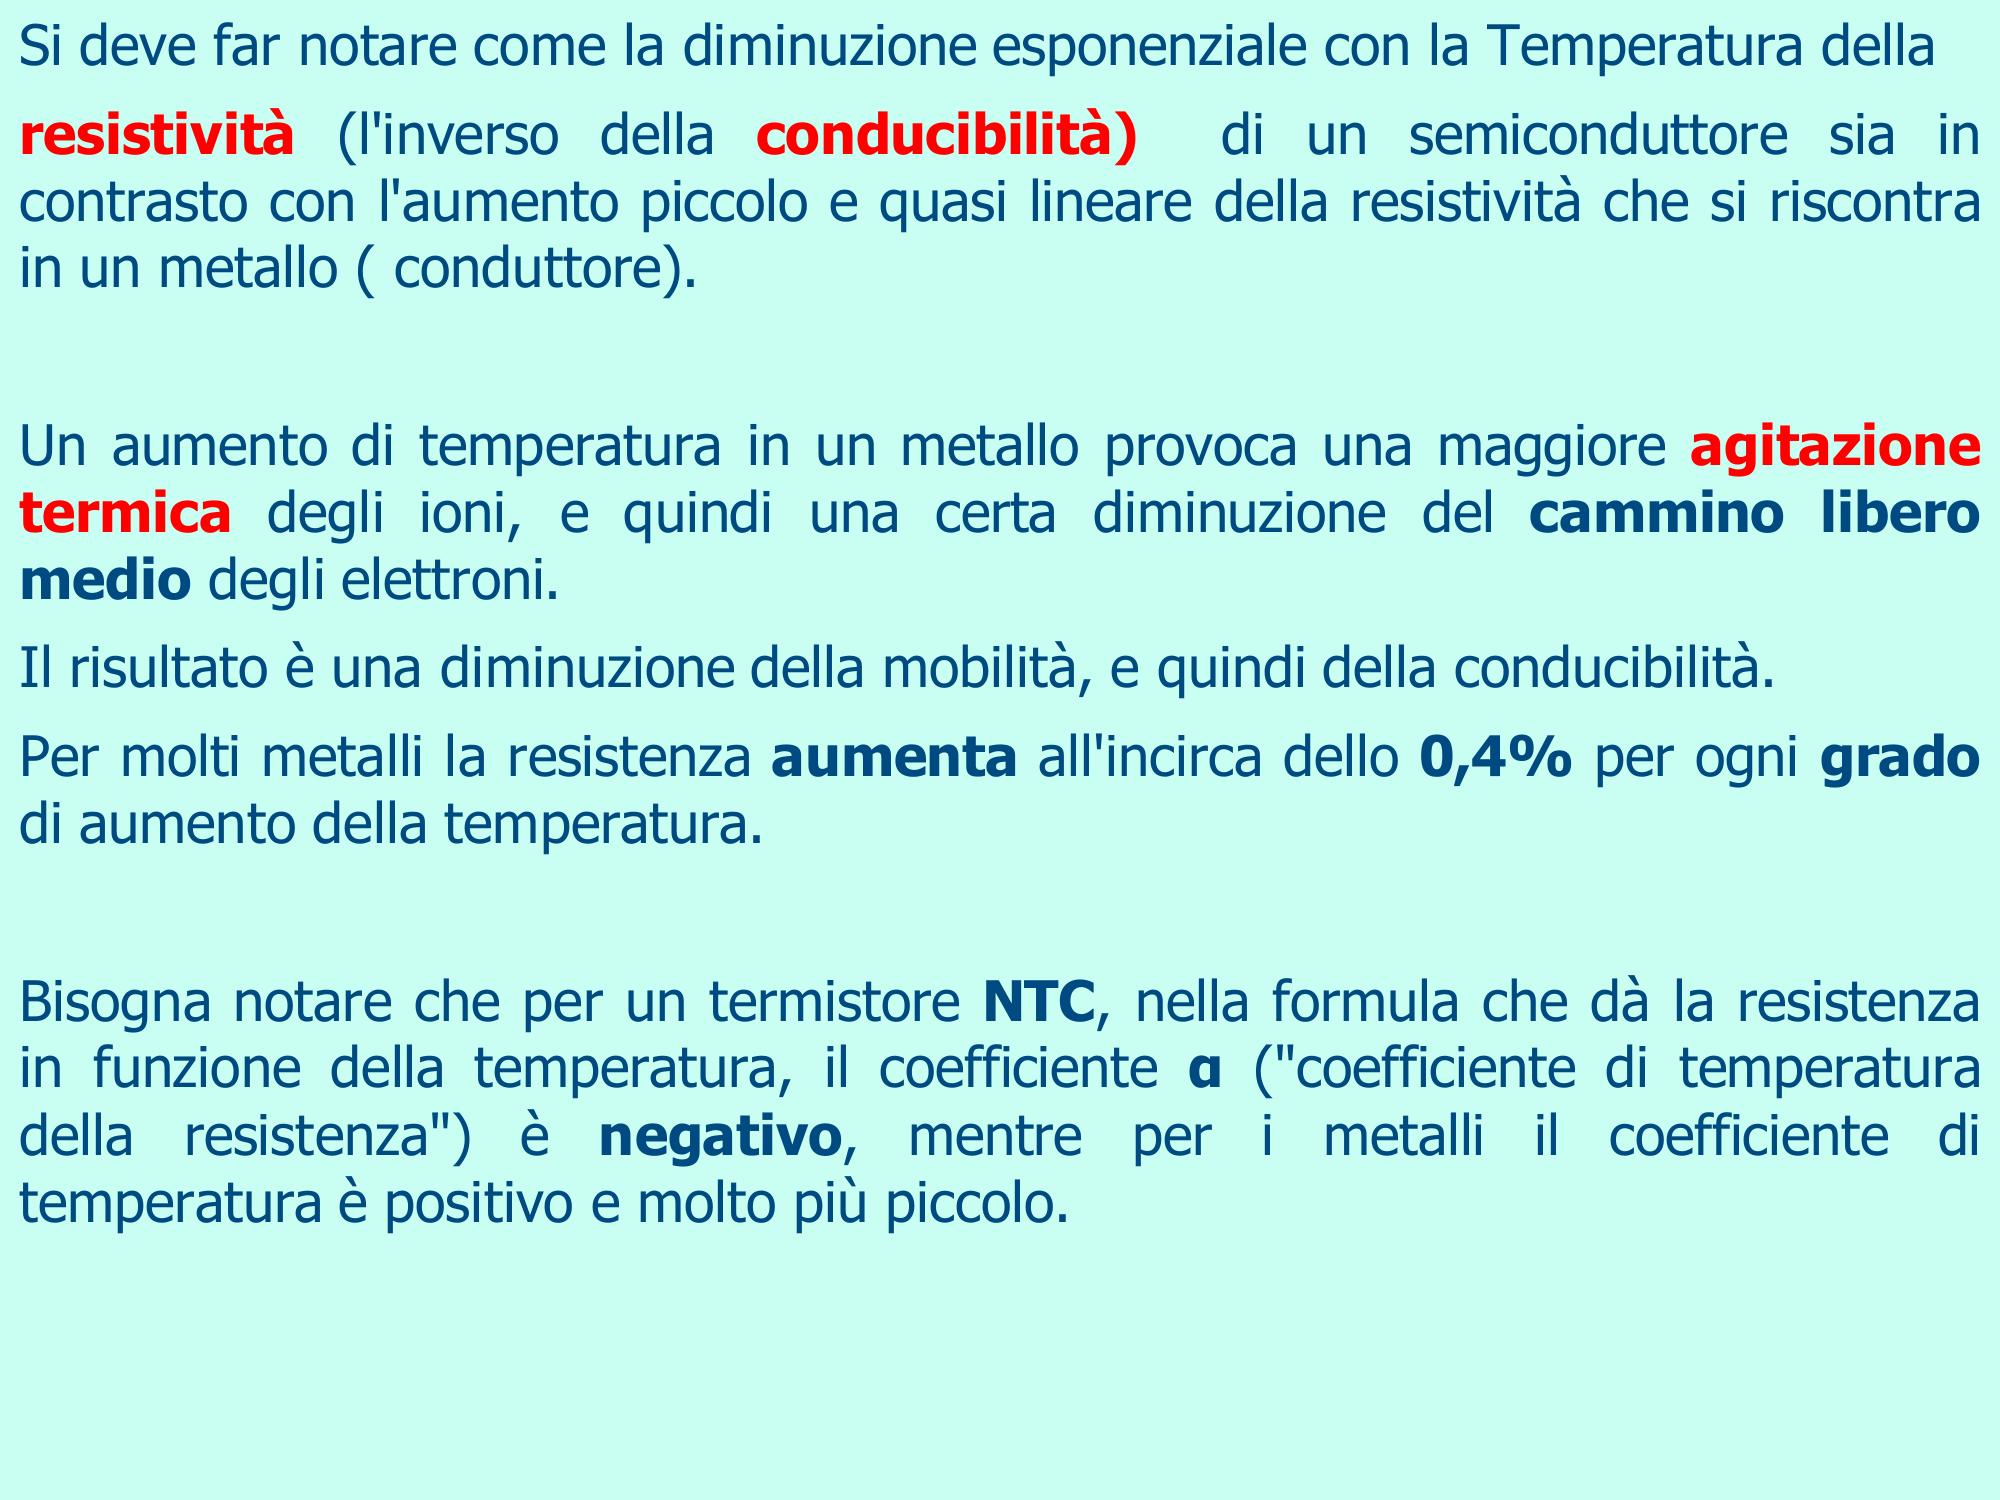 Si deve far notare come la diminuzione esponenziale con la Temperatura della
resistività (l'inverso della conducibilità) di un semiconduttore sia in
contrasto con l'aumento piccolo e quasi lineare della resistività che si riscontra
in un metallo ( conduttore).
Un aumento di temperatura in un metallo provoca una maggiore agitazione
termica degli ioni, e quindi una certa diminuzione del cammino libero
medio degli elettroni.
Il risultato è una diminuzione della mobilità, e quindi della conducibilità.
Per molti metalli la resistenza aumenta all'incirca dello 0,4% per ogni grado
di aumento della temperatura.
Bisogna notare che per un termistore NTC, nella formula che dà la resistenza
in funzione della temperatura, il coefficiente α ("coefficiente di temperatura
della resistenza") è negativo, mentre per i metalli il coefficiente di
temperatura è positivo e molto più piccolo.